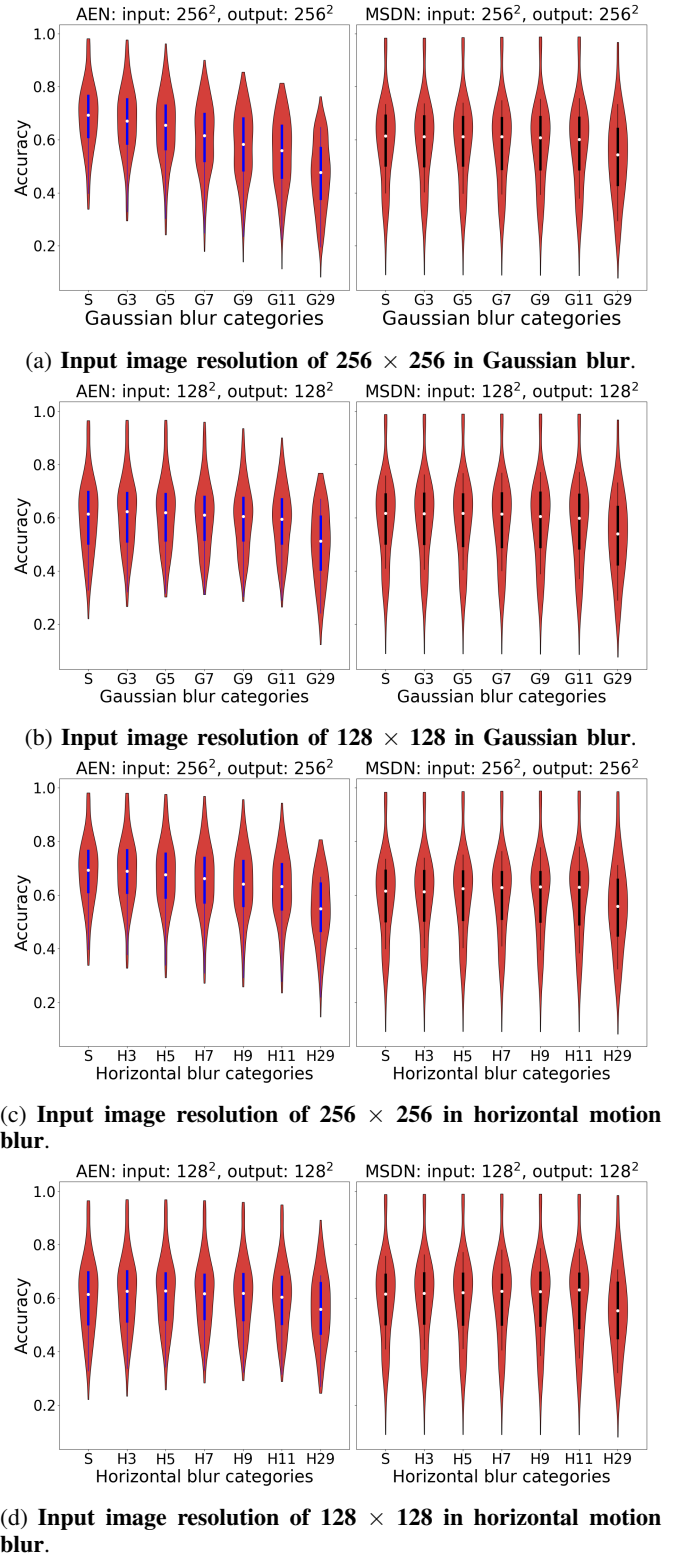 AEN: input: 256², output: 256² MSDN: input: 256², output: 256²
1.0
0.8
0.6
0.4
0.2
Accuracy
S G3 G5 G7 G9 G11 G29 S G3 G5 G7 G9 G11 G29
Gaussian blur categories Gaussian blur categories
(a) Input image resolution of 256 × 256 in Gaussian blur.
AEN: input: 128², output: 128² MSDN: input: 128², output: 128²
1.0
0.8
0.6
0.4
0.2
Accuracy
S G3 G5 G7 G9 G11 G29 S G3 G5 G7 G9 G11 G29
Gaussian blur categories Gaussian blur categories
(b) Input image resolution of 128 × 128 in Gaussian blur.
AEN: input: 256², output: 256² MSDN: input: 256², output: 256²
1.0
0.8
0.6
0.4
0.2
Accuracy
S H3 H5 H7 H9 H11 H29 S H3 H5 H7 H9 H11 H29
Horizontal blur categories Horizontal blur categories
(c) Input image resolution of 256 × 256 in horizontal motion
blur.
AEN: input: 128², output: 128² MSDN: input: 128², output: 128²
1.0
0.8
0.6
0.4
0.2
Accuracy
S H3 H5 H7 H9 H11 H29 S H3 H5 H7 H9 H11 H29
Horizontal blur categories Horizontal blur categories
(d) Input image resolution of 128 × 128 in horizontal motion
blur.